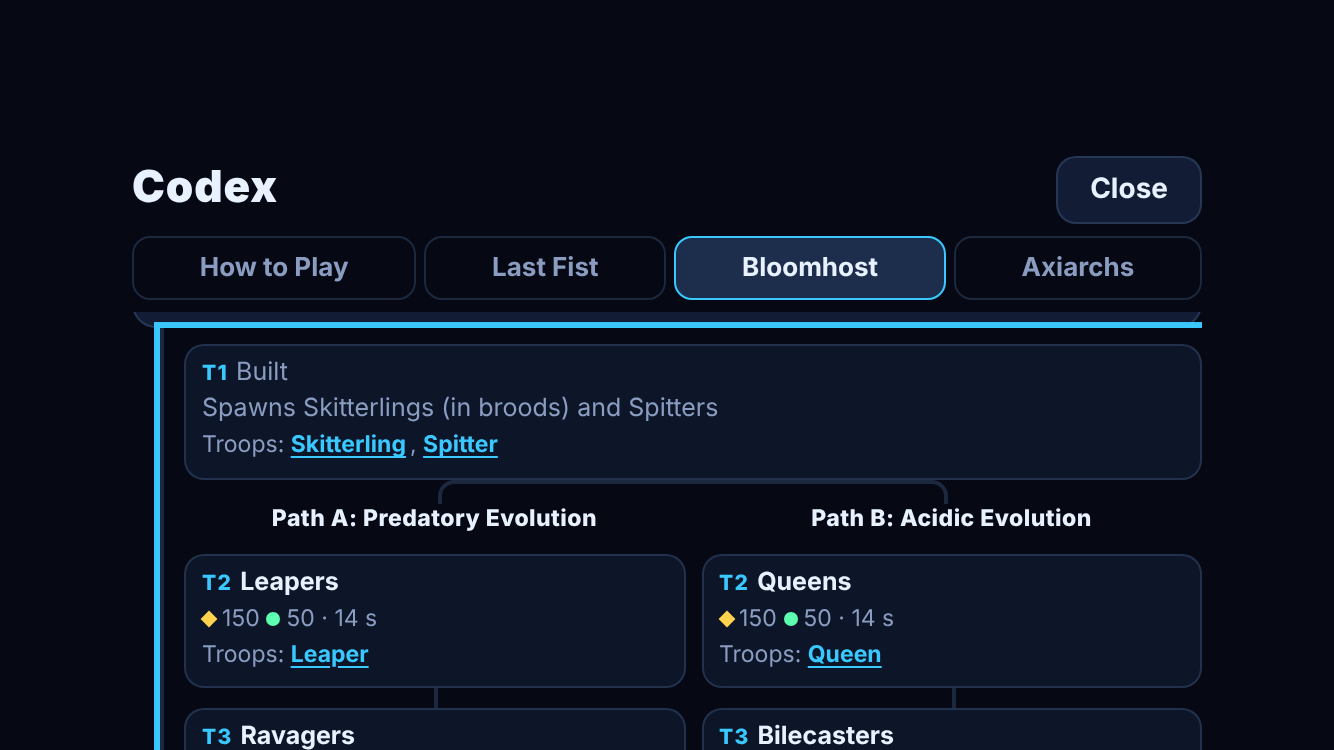 Codex
Close
How to Play
Last Fist
Bloomhost
Axiarchs
T1 Built
Spawns Skitterlings (in broods) and Spitters
Troops: Skitterling , Spitter
Path A: Predatory Evolution
Path B: Acidic Evolution
T2 Leapers
150 50 · 14 s
Troops: Leaper
T2 Queens
150 50 · 14 s
Troops: Queen
T3 Ravagers
T3 Bilecasters